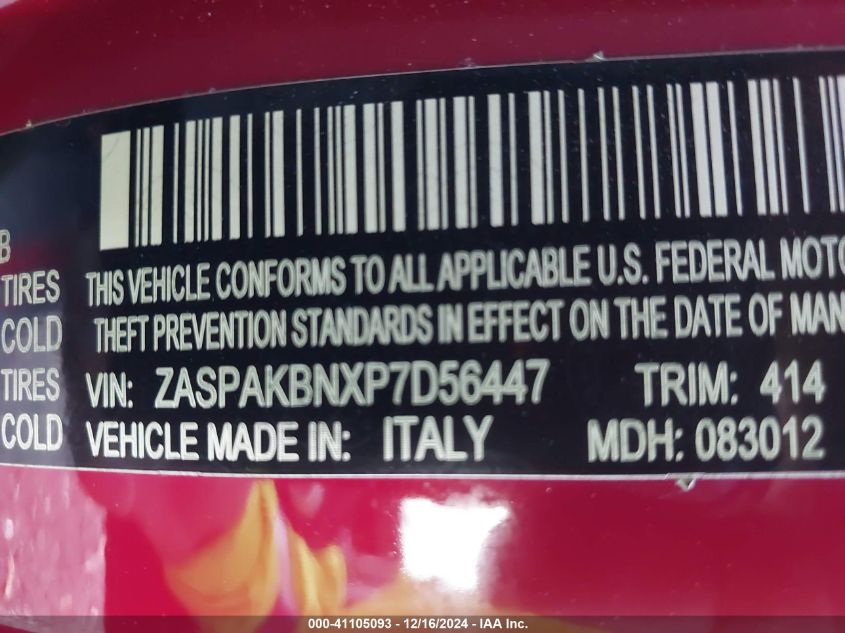 B
TIRES THIS VEHICLE CONFORMS TO ALL APPLICABLE U.S. FEDERAL MOTO
COLD THEFT PREVENTION STANDARDS IN EFFECT ON THE DATE OF MAN
TIRES VIN: ZASPAKBNXP7D56447 TRIM: 414
COLD VEHICLE MADE IN: ITALY MDH: 083012
000-41105093 - 12/16/2024 - IAA Inc.